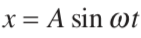 x = A sin ωt